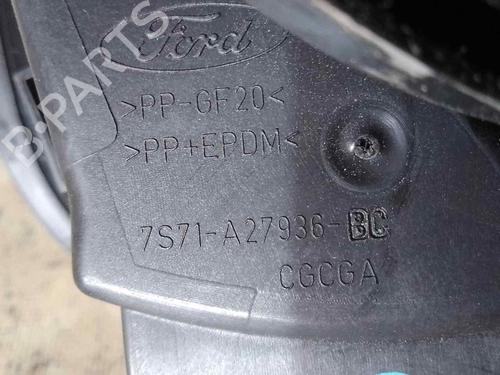 Ford
>PP-GF20<
>PP+EPDM<
7S71-A27936-BC
CGCGA
B-PARTS